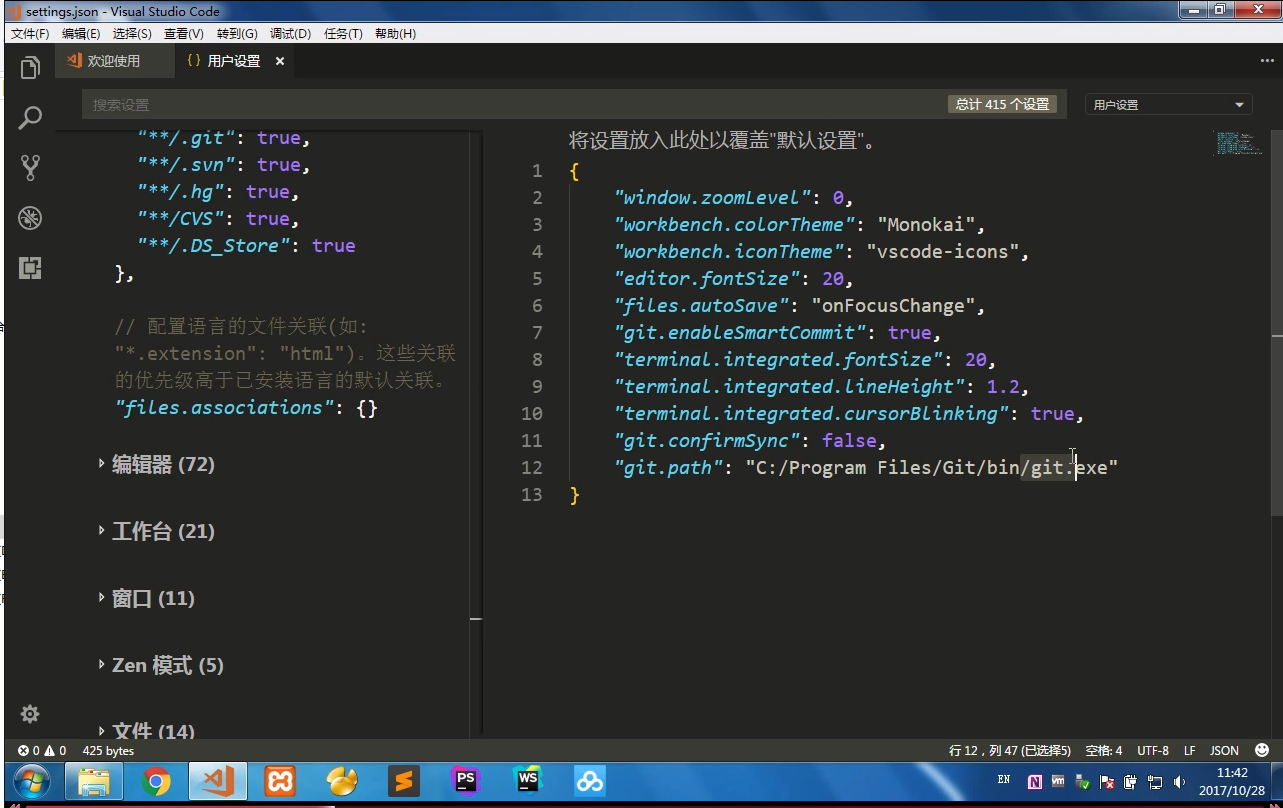 settings.json - Visual Studio Code
文件(F) 编辑(E) 选择(S) 查看(V) 转到(G) 调试(D) 任务(T) 帮助(H)
欢迎使用 {} 用户设置 ×
搜索设置 总计 415 个设置 用户设置
"**/.git": true,
"**/.svn": true,
"**/.hg": true,
"**/CVS": true,
"**/.DS_Store": true
},
// 配置语言的文件关联(如:
"*.extension": "html")。这些关联
的优先级高于已安装语言的默认关联。
"files.associations": {}
编辑器 (72)
工作台 (21)
窗口 (11)
Zen 模式 (5)
文件 (14)
将设置放入此处以覆盖"默认设置"。
1 {
2 "window.zoomLevel": 0,
3 "workbench.colorTheme": "Monokai",
4 "workbench.iconTheme": "vscode-icons",
5 "editor.fontSize": 20,
6 "files.autoSave": "onFocusChange",
7 "git.enableSmartCommit": true,
8 "terminal.integrated.fontSize": 20,
9 "terminal.integrated.lineHeight": 1.2,
10 "terminal.integrated.cursorBlinking": true,
11 "git.confirmSync": false,
12 "git.path": "C:/Program Files/Git/bin/git.exe"
13 }
0 0 425 bytes 行 12，列 47 (已选择5) 空格: 4 UTF-8 LF JSON
PS WS EN N vm 11:42
2017/10/28